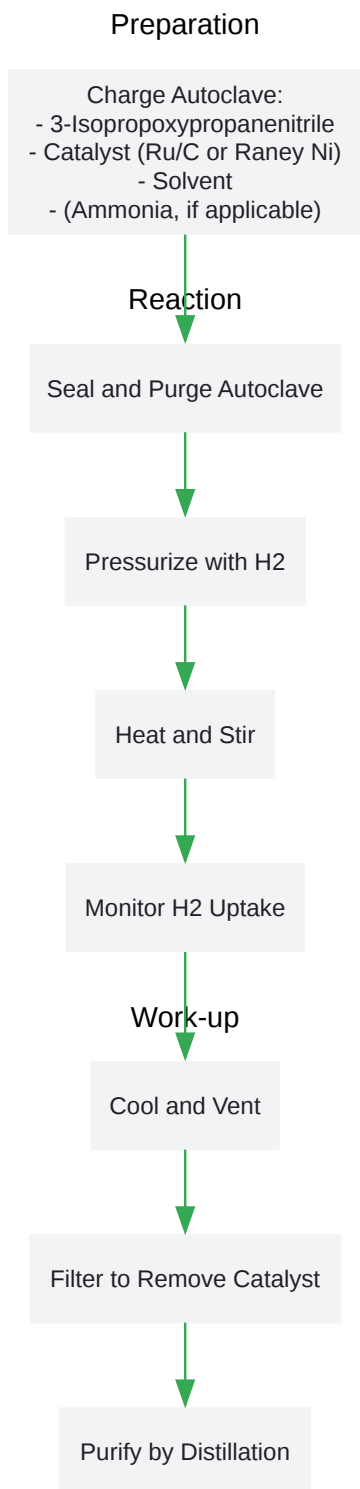 Preparation
Charge Autoclave:
- 3-Isopropoxypropanenitrile
- Catalyst (Ru/C or Raney Ni)
- Solvent
- (Ammonia, if applicable)
Reaction
Seal and Purge Autoclave
Pressurize with H2
Heat and Stir
Monitor H2 Uptake
Work-up
Cool and Vent
Filter to Remove Catalyst
Purify by Distillation